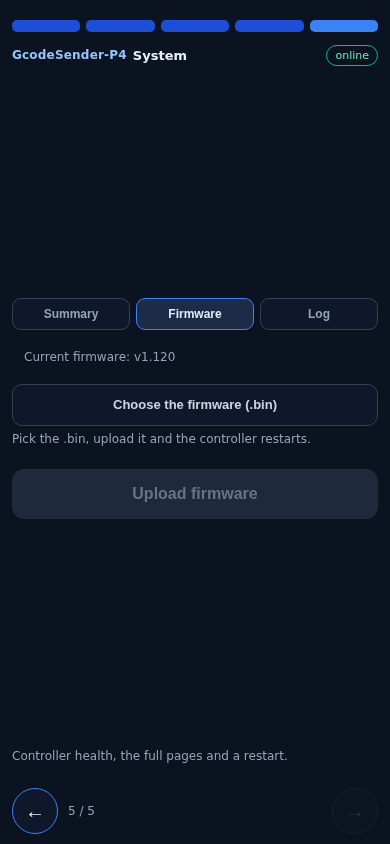 GcodeSender-P4 System
online
Summary
Firmware
Log
Current firmware: v1.120
Choose the firmware (.bin)
Pick the .bin, upload it and the controller restarts.
Upload firmware
Controller health, the full pages and a restart.
← 5 / 5 →